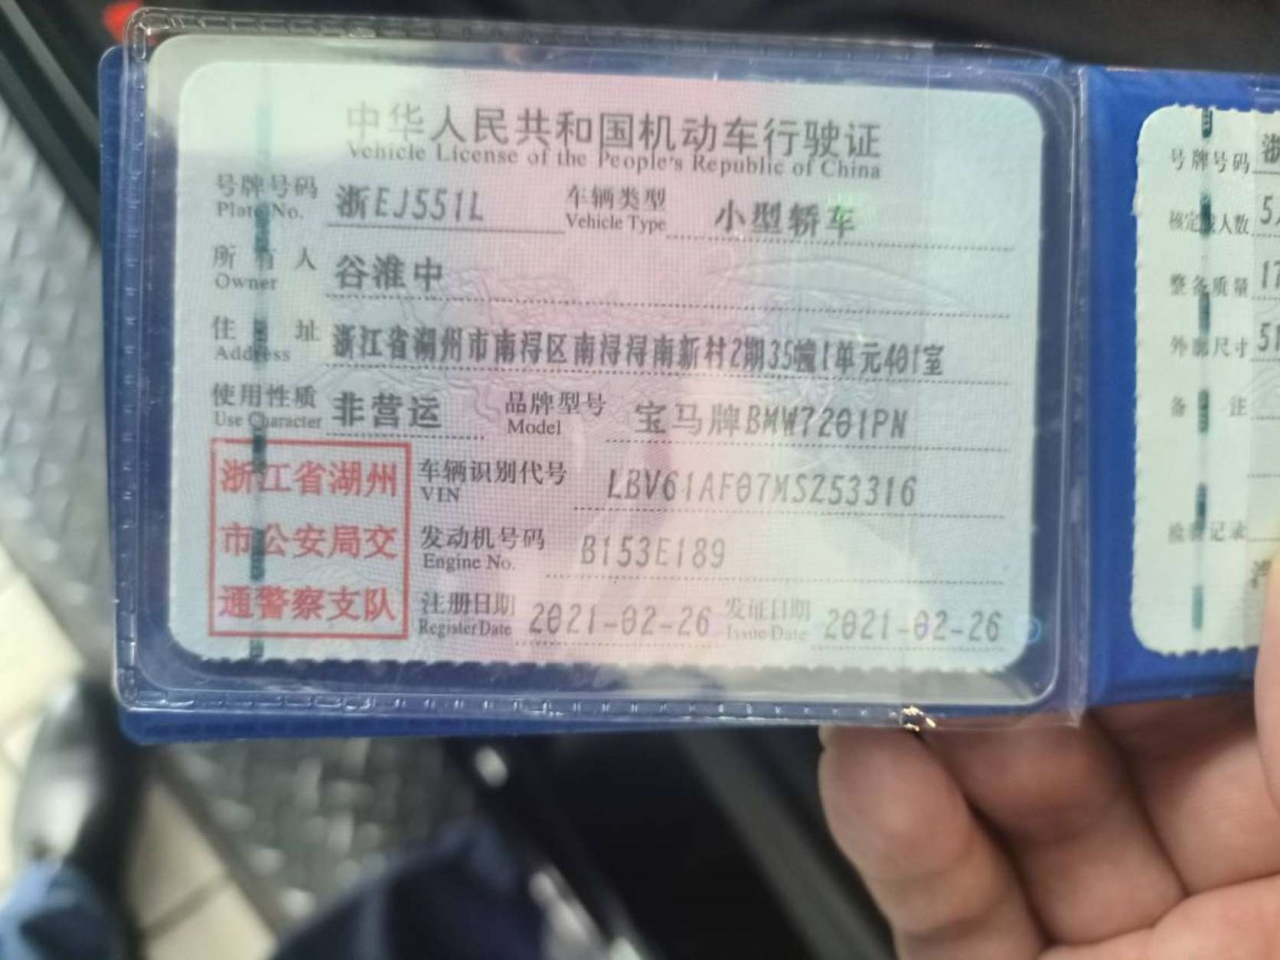 中华人民共和国机动车行驶证
Vehicle License of the People's Republic of China
号牌号码 浙EJ551L 车辆类型 小型轿车
Plate No. Vehicle Type
所有人 谷淮中
Owner
住址 浙江省湖州市南浔区南浔浔南新村2期35幢1单元401室
Address
使用性质 非营运 品牌型号 宝马牌BMW7201PN
Use Character Model
浙江省湖州
市公安局交
通警察支队
车辆识别代号 LBV61AF07MS253316
VIN
发动机号码 B153E189
Engine No.
注册日期 2021-02-26 发证日期 2021-02-26
Register Date Issue Date
号牌号码 浙
核定载人数 5
整备质量 17
外廓尺寸 51
备注
检验记录